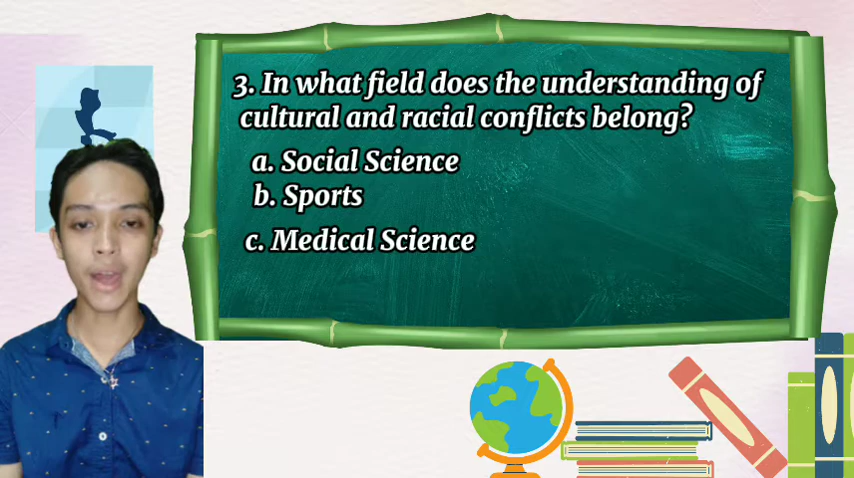 3. In what field does the understanding of
cultural and racial conflicts belong?
a. Social Science
b. Sports
c. Medical Science